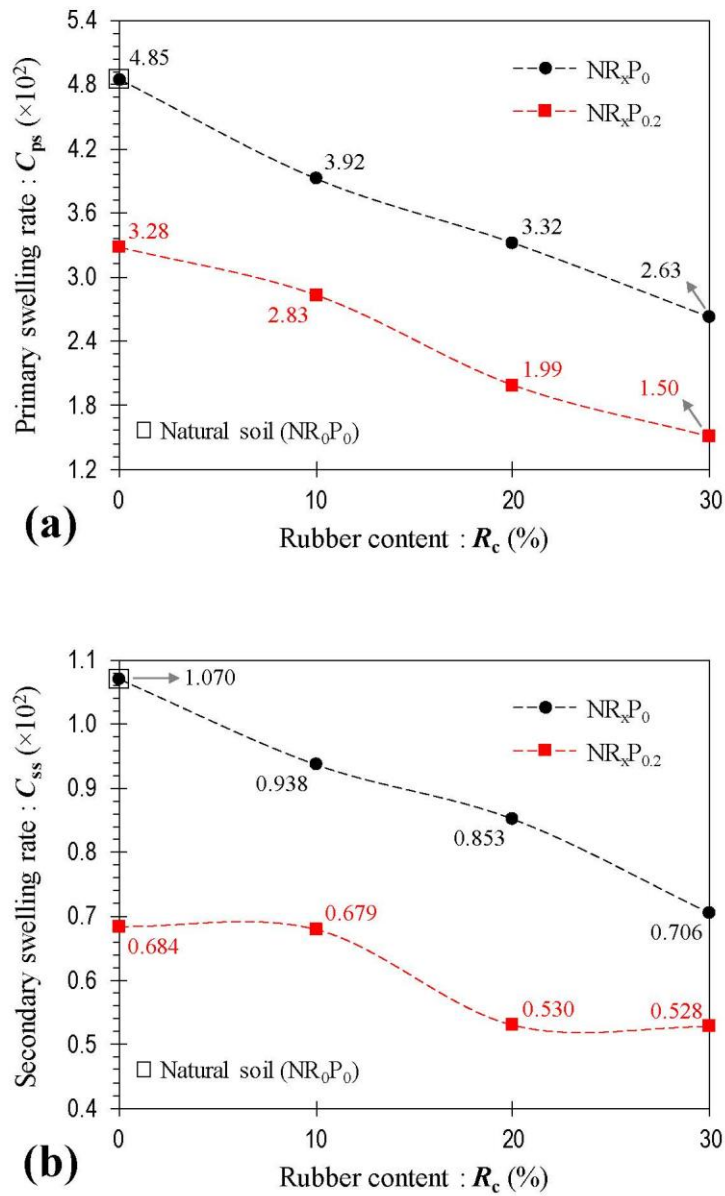 5.4
4.8
4.2
3.6
3.0
2.4
1.8
1.2
Primary swelling rate : Cps (×10²)
4.85
3.92
3.32
2.63
3.28
2.83
1.99
1.50
NRxP0
NRxP0.2
Natural soil (NR0P0)
0 10 20 30
(a)
Rubber content : Rc (%)
1.1
1.0
0.9
0.8
0.7
0.6
0.5
0.4
Secondary swelling rate : Css (×10²)
1.070
0.938
0.853
0.706
0.684
0.679
0.530
0.528
NRxP0
NRxP0.2
Natural soil (NR0P0)
0 10 20 30
(b)
Rubber content : Rc (%)